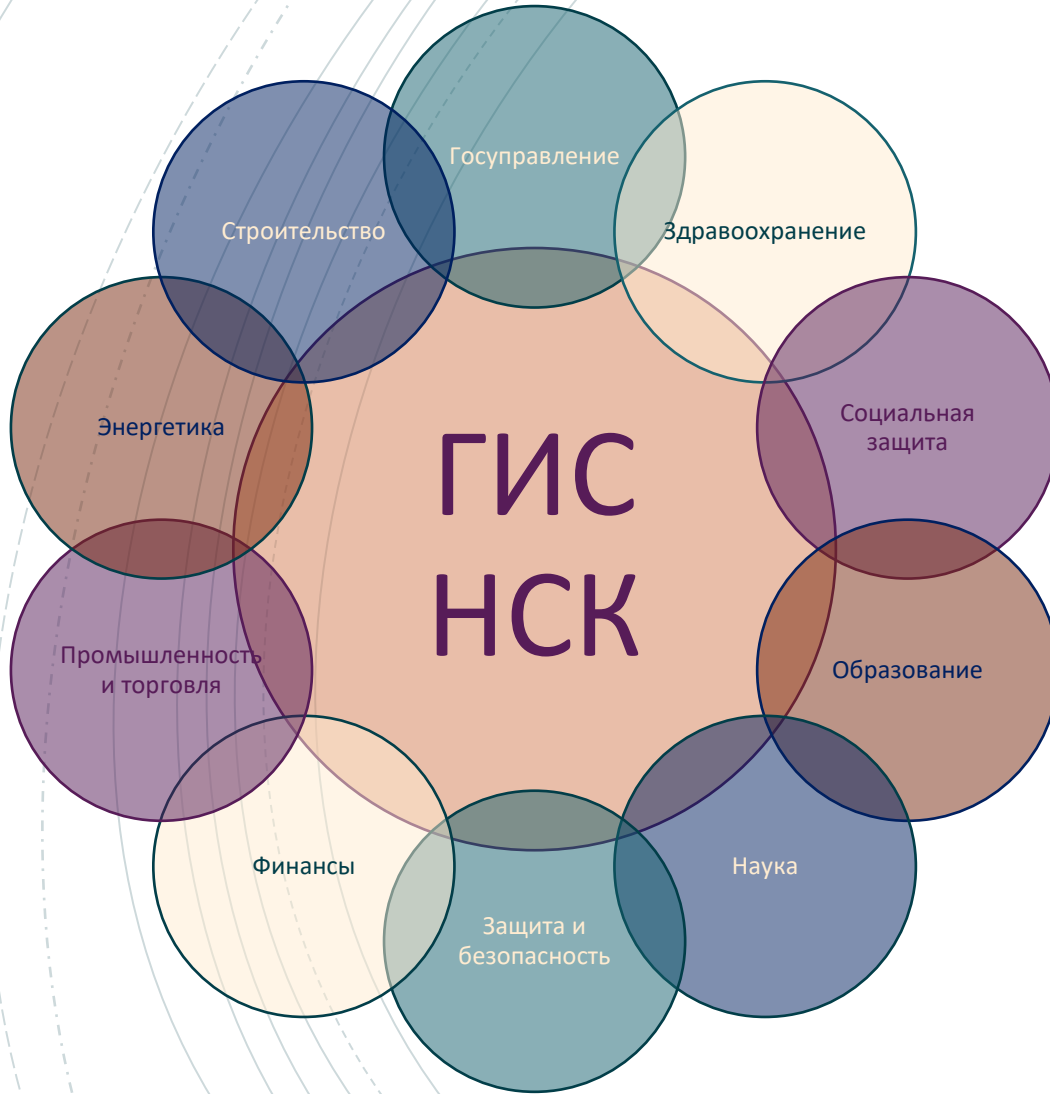 Госуправление
Здравоохранение
Строительство
Социальная
защита
Энергетика
ГИС
НСК
Промышленность
и торговля
Образование
Финансы
Наука
Защита и
безопасность